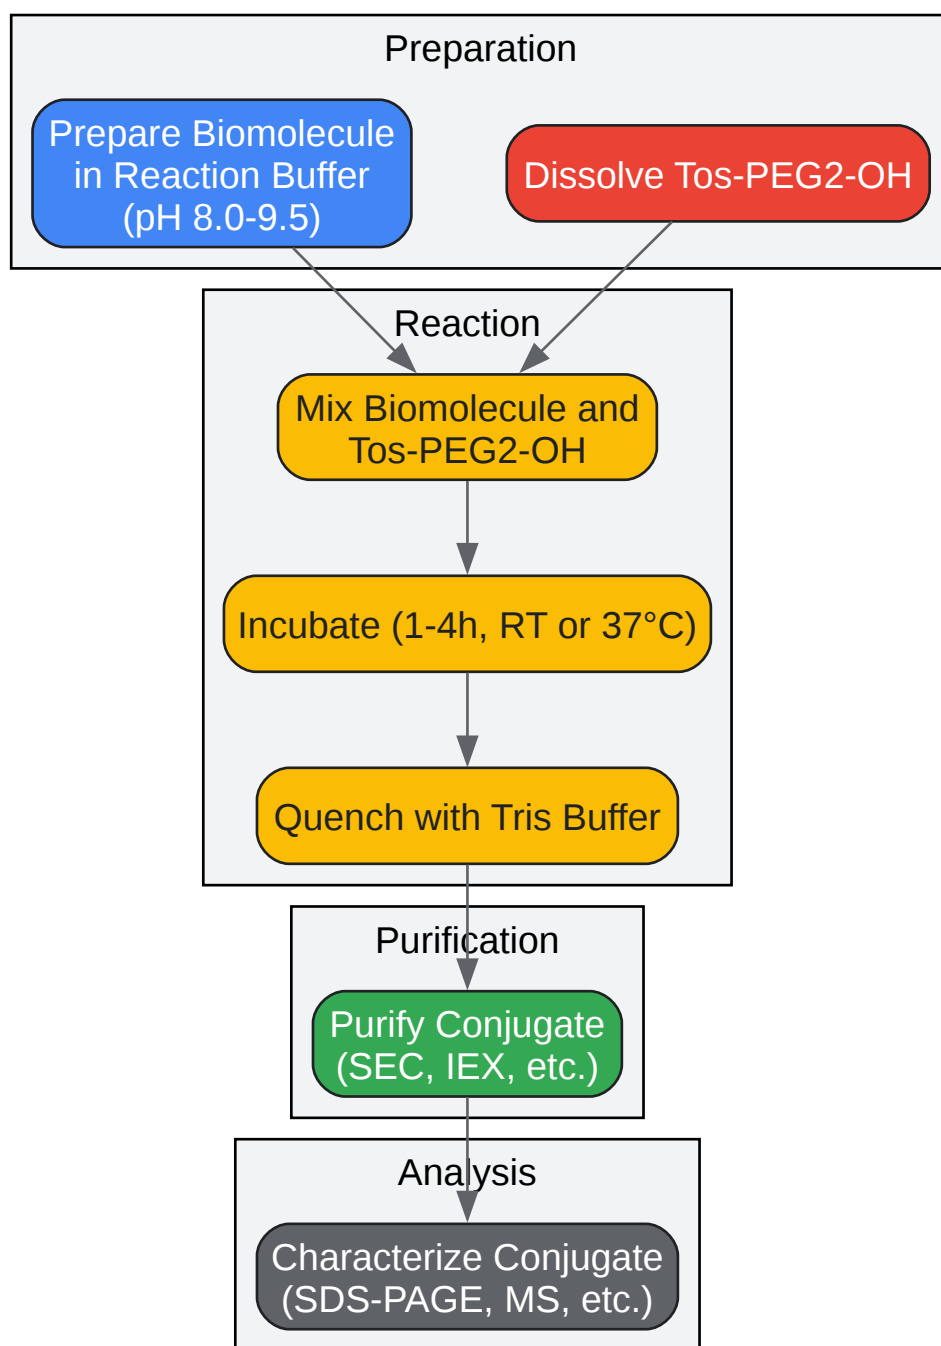 Preparation
Prepare Biomolecule
in Reaction Buffer
(pH 8.0-9.5)
Dissolve Tos-PEG2-OH
Reaction
Mix Biomolecule and
Tos-PEG2-OH
Incubate (1-4h, RT or 37°C)
Quench with Tris Buffer
Purification
Purify Conjugate
(SEC, IEX, etc.)
Analysis
Characterize Conjugate
(SDS-PAGE, MS, etc.)